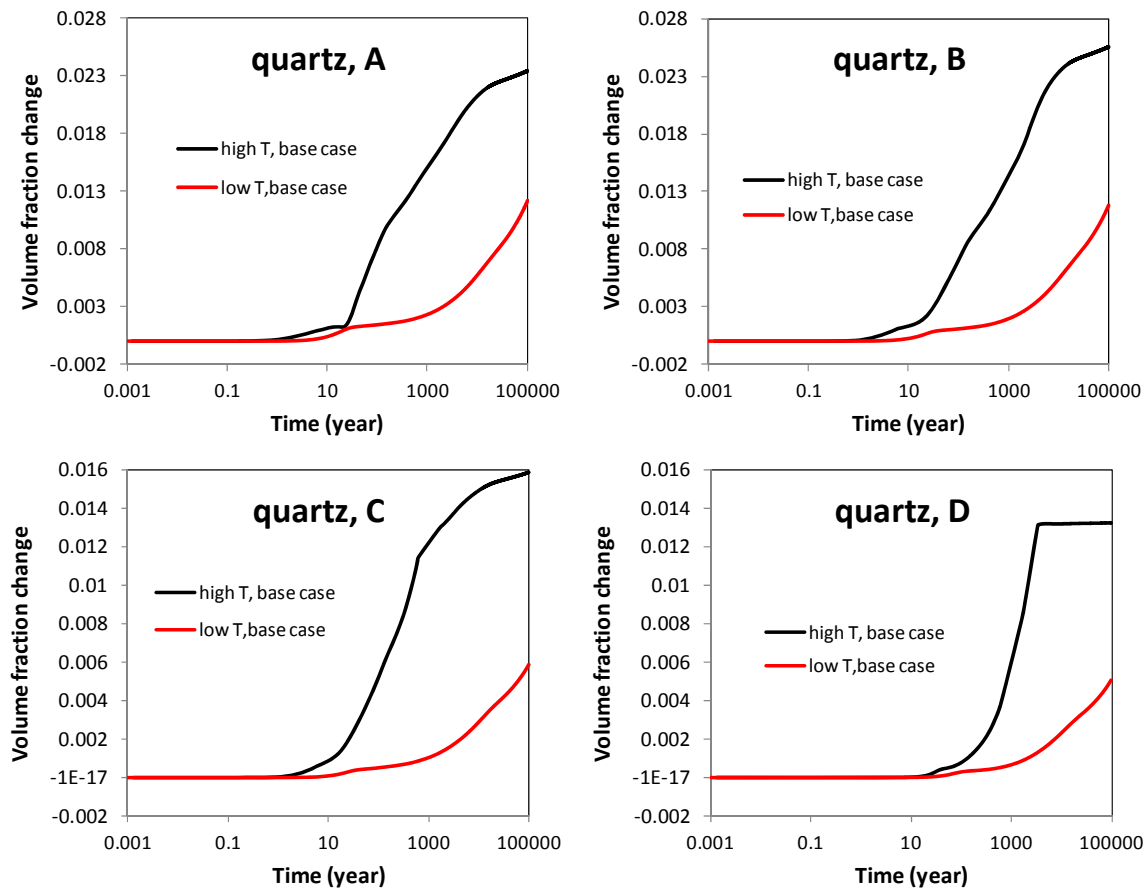 quartz, A
Volume fraction change
0.028
0.023
0.018
0.013
0.008
0.003
-0.002
high T, base case
low T,base case
0.001
0.1
10
1000
100000
Time (year)
quartz, B
Volume fraction change
0.028
0.023
0.018
0.013
0.008
0.003
-0.002
high T, base case
low T,base case
0.001
0.1
10
1000
100000
Time (year)
quartz, C
Volume fraction change
0.016
0.014
0.012
0.01
0.008
0.006
0.004
0.002
-1E-17
-0.002
high T, base case
low T,base case
0.001
0.1
10
1000
100000
Time (year)
quartz, D
Volume fraction change
0.016
0.014
0.012
0.01
0.008
0.006
0.004
0.002
-1E-17
-0.002
high T, base case
low T,base case
0.001
0.1
10
1000
100000
Time (year)